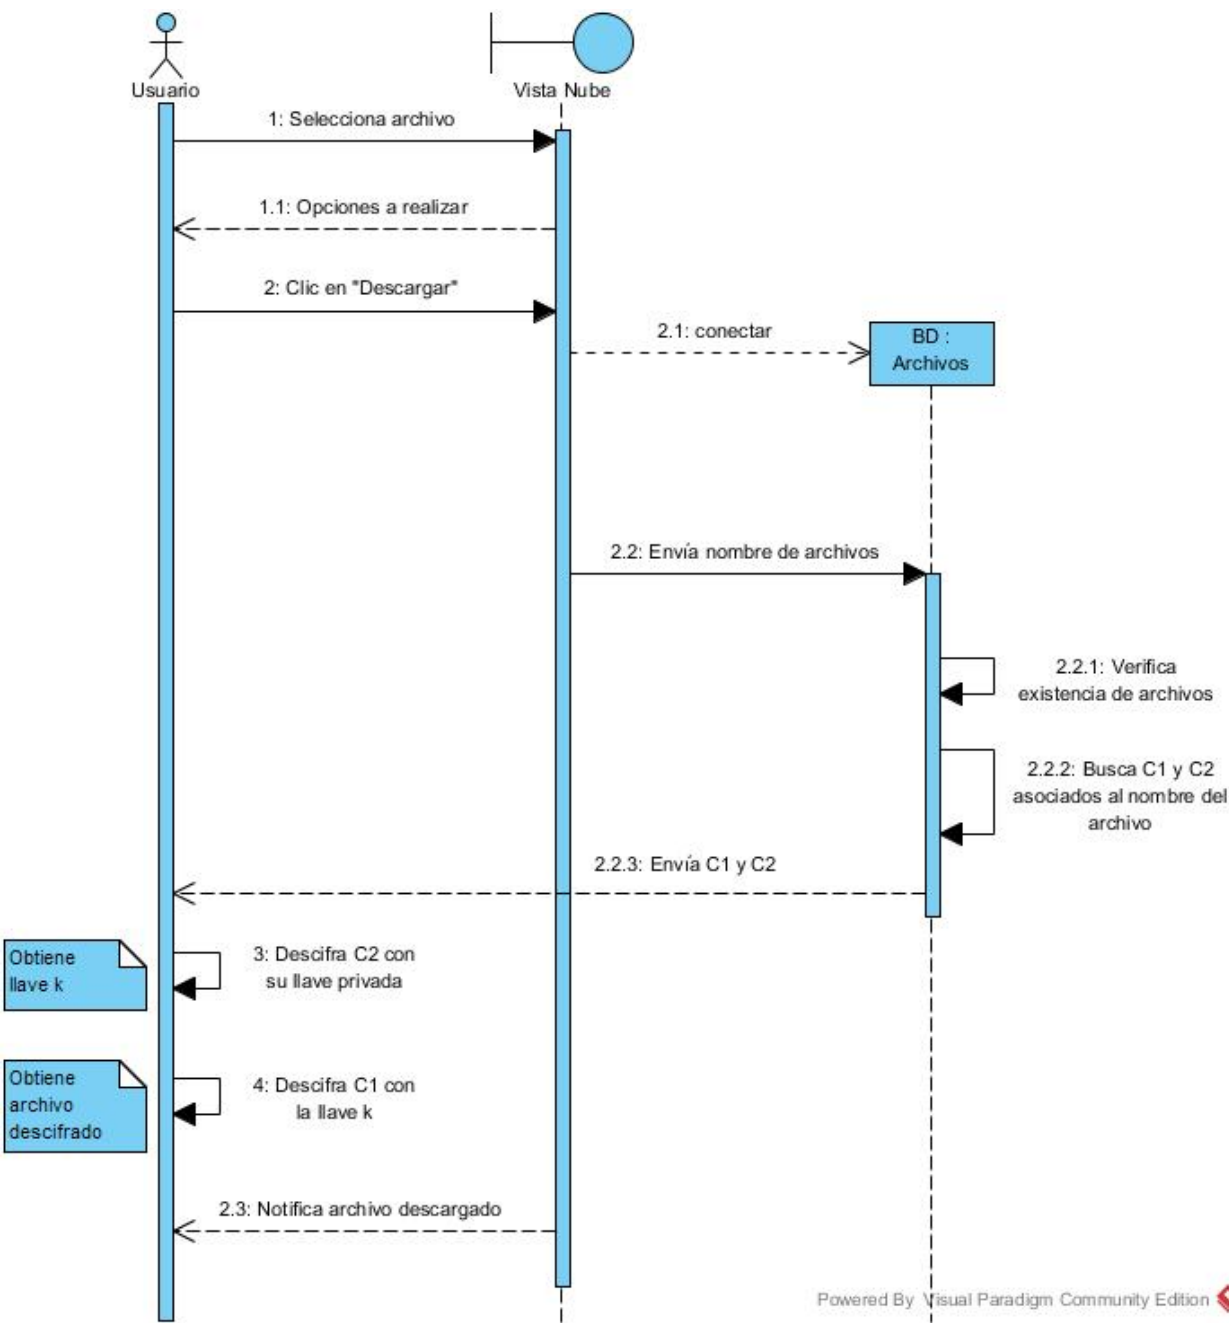 Usuario
Vista Nube
1: Selecciona archivo
1.1: Opciones a realizar
2: Clic en "Descargar"
2.1: conectar
BD :
Archivos
2.2: Envía nombre de archivos
2.2.1: Verifica
existencia de archivos
2.2.2: Busca C1 y C2
asociados al nombre del
archivo
2.2.3: Envía C1 y C2
Obtiene
llave k
3: Descifra C2 con
su llave privada
Obtiene
archivo
descifrado
4: Descifra C1 con
la llave k
2.3: Notifica archivo descargado
Powered By Visual Paradigm Community Edition